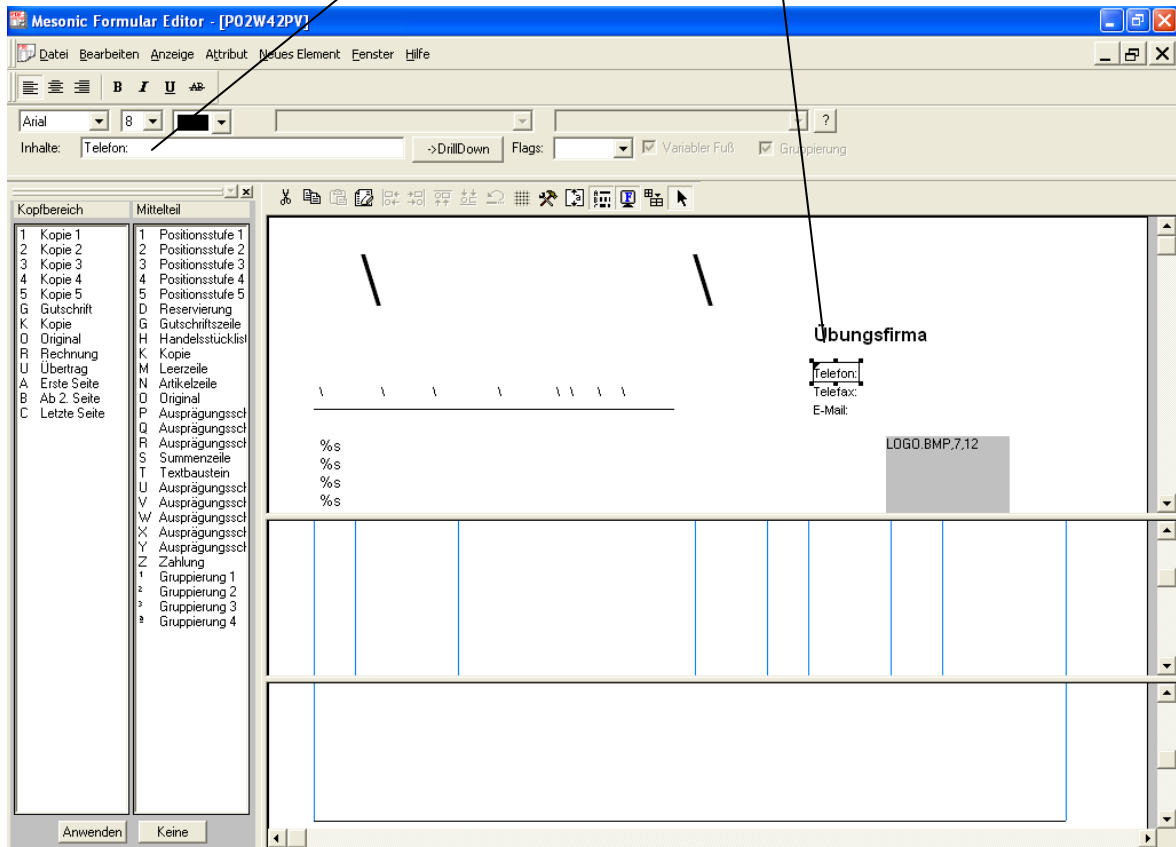 Mesonic Formular Editor - [P02W42PV]
Datei Bearbeiten Anzeige Attribut Neues Element Fenster Hilfe
B I U AB
Arial 8 ?
Inhalte: Telefon: ->DrillDown Flags: Variabler Fuß Gruppierung
Kopfbereich
1 Kopie 1
2 Kopie 2
3 Kopie 3
4 Kopie 4
5 Kopie 5
G Gutschrift
K Kopie
O Original
R Rechnung
U Übertrag
A Erste Seite
B Ab 2. Seite
C Letzte Seite
Mittelteil
1 Positionsstufe 1
2 Positionsstufe 2
3 Positionsstufe 3
4 Positionsstufe 4
5 Positionsstufe 5
D Reservierung
G Gutschriftszeile
H Handelsstücklist
K Kopie
M Leerzeile
N Artikelzeile
O Original
P Ausprägungssch
Q Ausprägungssch
R Ausprägungssch
S Summenzeile
T Textbaustein
U Ausprägungssch
V Ausprägungssch
W Ausprägungssch
X Ausprägungssch
Y Ausprägungssch
Z Zahlung
¹ Gruppierung 1
² Gruppierung 2
³ Gruppierung 3
ª Gruppierung 4
Anwenden Keine
\ \
Übungsfirma
Telefon:
Telefax:
E-Mail:
\ \ \ \ \ \ \ \
%s
%s
%s
%s
LOGO.BMP,7,12